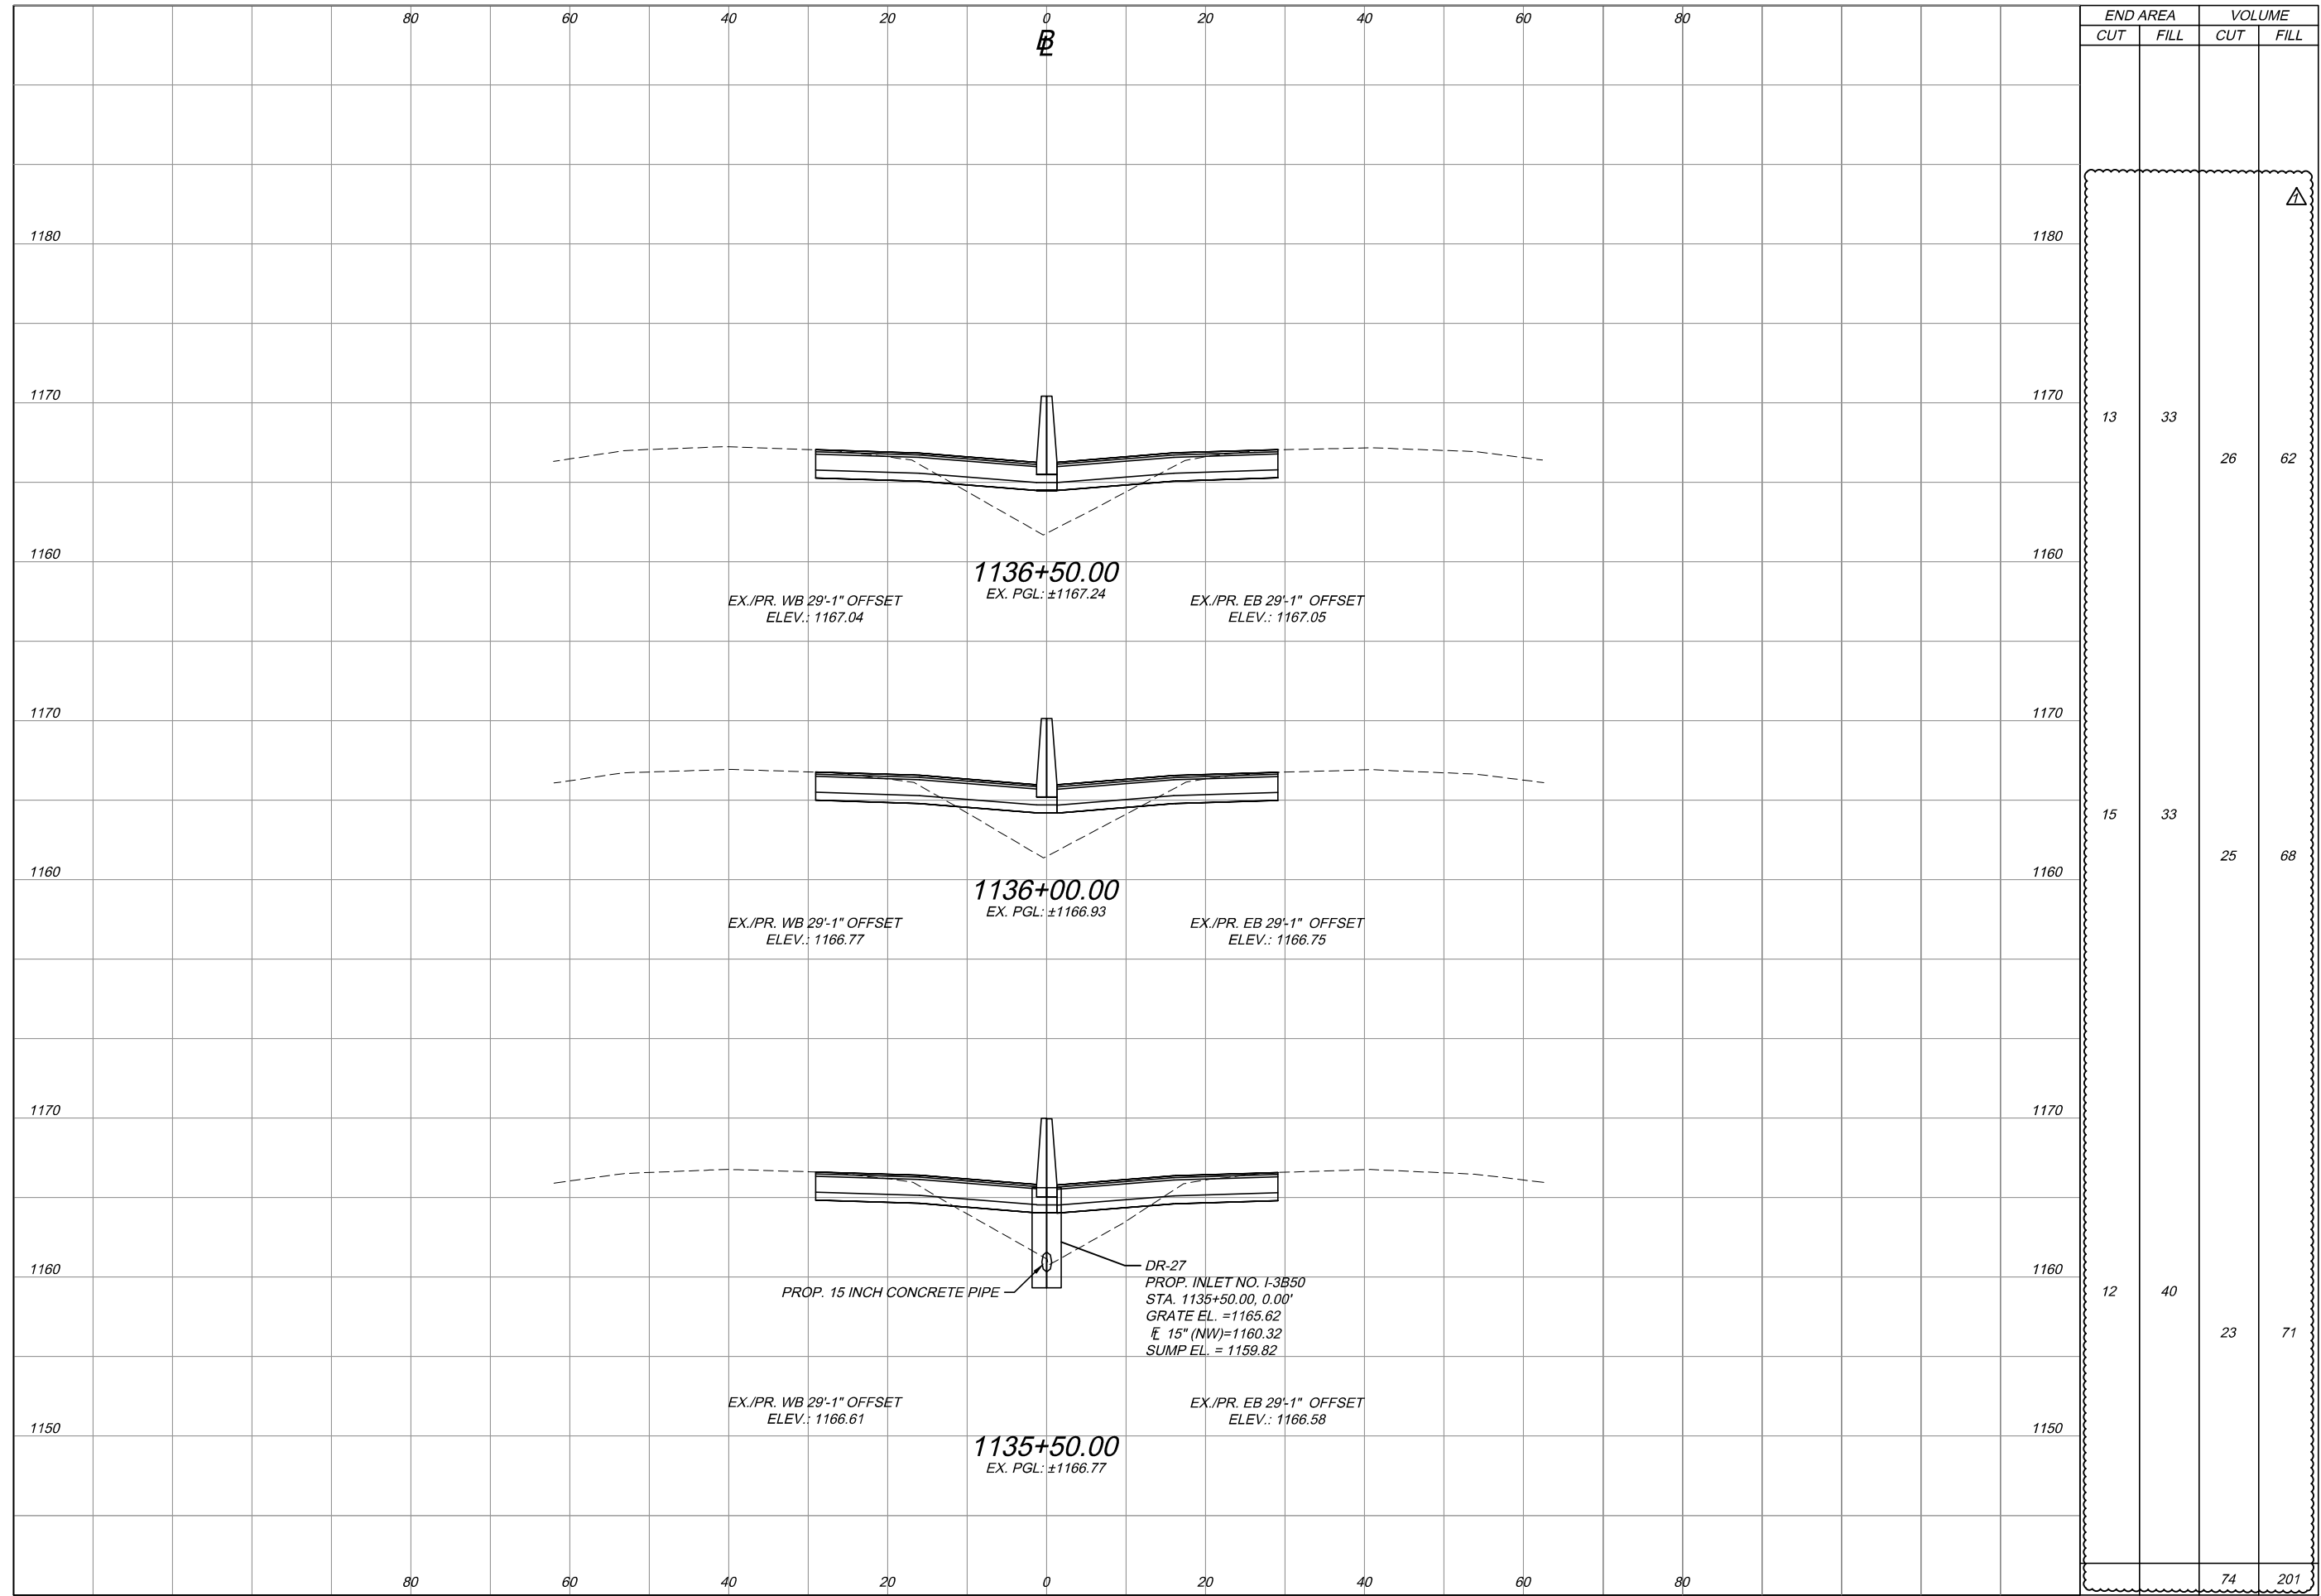 80 60 40 20 0 20 40 60 80
END AREA VOLUME
CUT FILL CUT FILL
BL
1
1180 1180
1170 1170
13 33
26 62
1160 1160
1136+50.00
EX. PGL: ±1167.24
EX./PR. WB 29'-1" OFFSET
ELEV.: 1167.04
EX./PR. EB 29'-1" OFFSET
ELEV.: 1167.05
1170 1170
15 33
25 68
1160 1160
1136+00.00
EX. PGL: ±1166.93
EX./PR. WB 29'-1" OFFSET
ELEV.: 1166.77
EX./PR. EB 29'-1" OFFSET
ELEV.: 1166.75
1170 1170
1160 1160
PROP. 15 INCH CONCRETE PIPE
DR-27
PROP. INLET NO. I-3B50
STA. 1135+50.00, 0.00'
GRATE EL. =1165.62
FL 15" (NW)=1160.32
SUMP EL. = 1159.82
12 40
23 71
EX./PR. WB 29'-1" OFFSET
ELEV.: 1166.61
EX./PR. EB 29'-1" OFFSET
ELEV.: 1166.58
1150 1150
1135+50.00
EX. PGL: ±1166.77
80 60 40 20 0 20 40 60 80
74 201